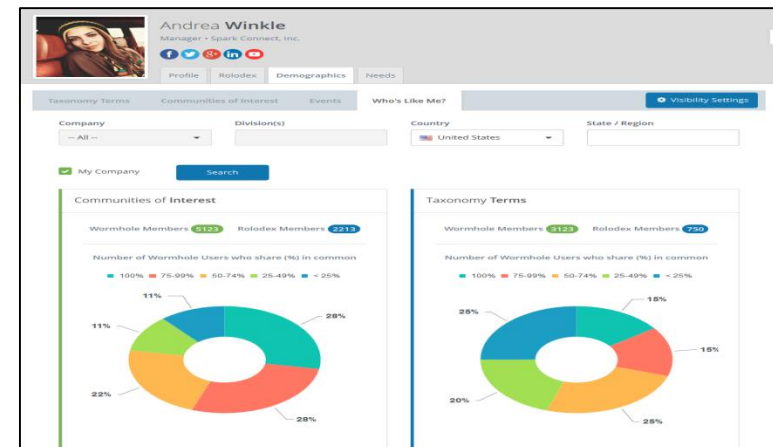 Andrea Winkle
Manager • Spark Connect, Inc.
Profile Rolodex Demographics Needs
Taxonomy Terms Communities of Interest Events Who's Like Me? Visibility Settings
Company Division(s) Country State / Region
-- All -- United States
My Company Search
Communities of Interest
Wormhole Members 5123 Rolodex Members 2213
Number of Wormhole Users who share (%) in common
100% 75-99% 50-74% 25-49% < 25%
11%
28%
11%
22%
28%
Taxonomy Terms
Wormhole Members 3123 Rolodex Members 750
Number of Wormhole Users who share (%) in common
100% 75-99% 50-74% 25-49% < 25%
15%
25%
15%
20%
25%